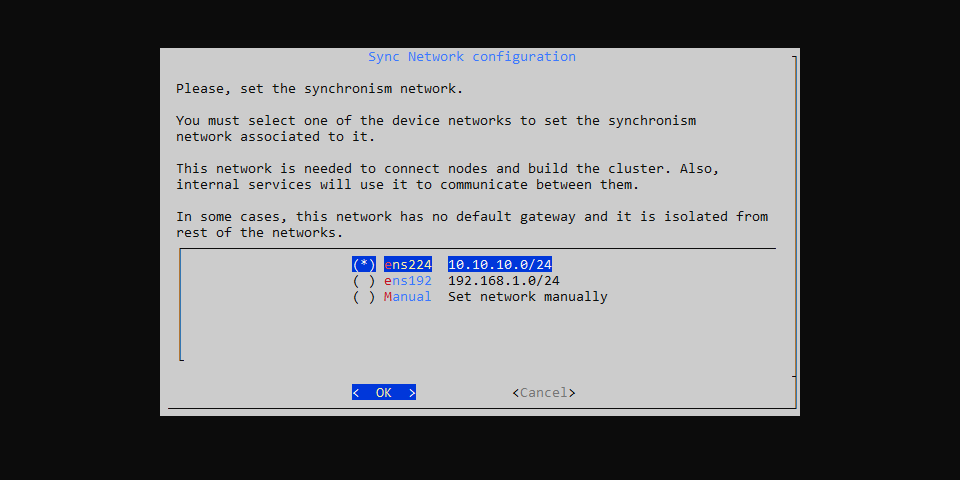 Sync Network configuration
Please, set the synchronism network.
You must select one of the device networks to set the synchronism
network associated to it.
This network is needed to connect nodes and build the cluster. Also,
internal services will use it to communicate between them.
In some cases, this network has no default gateway and it is isolated from
rest of the networks.
(*) ens224 10.10.10.0/24
( ) ens192 192.168.1.0/24
( ) Manual Set network manually
< OK > <Cancel>